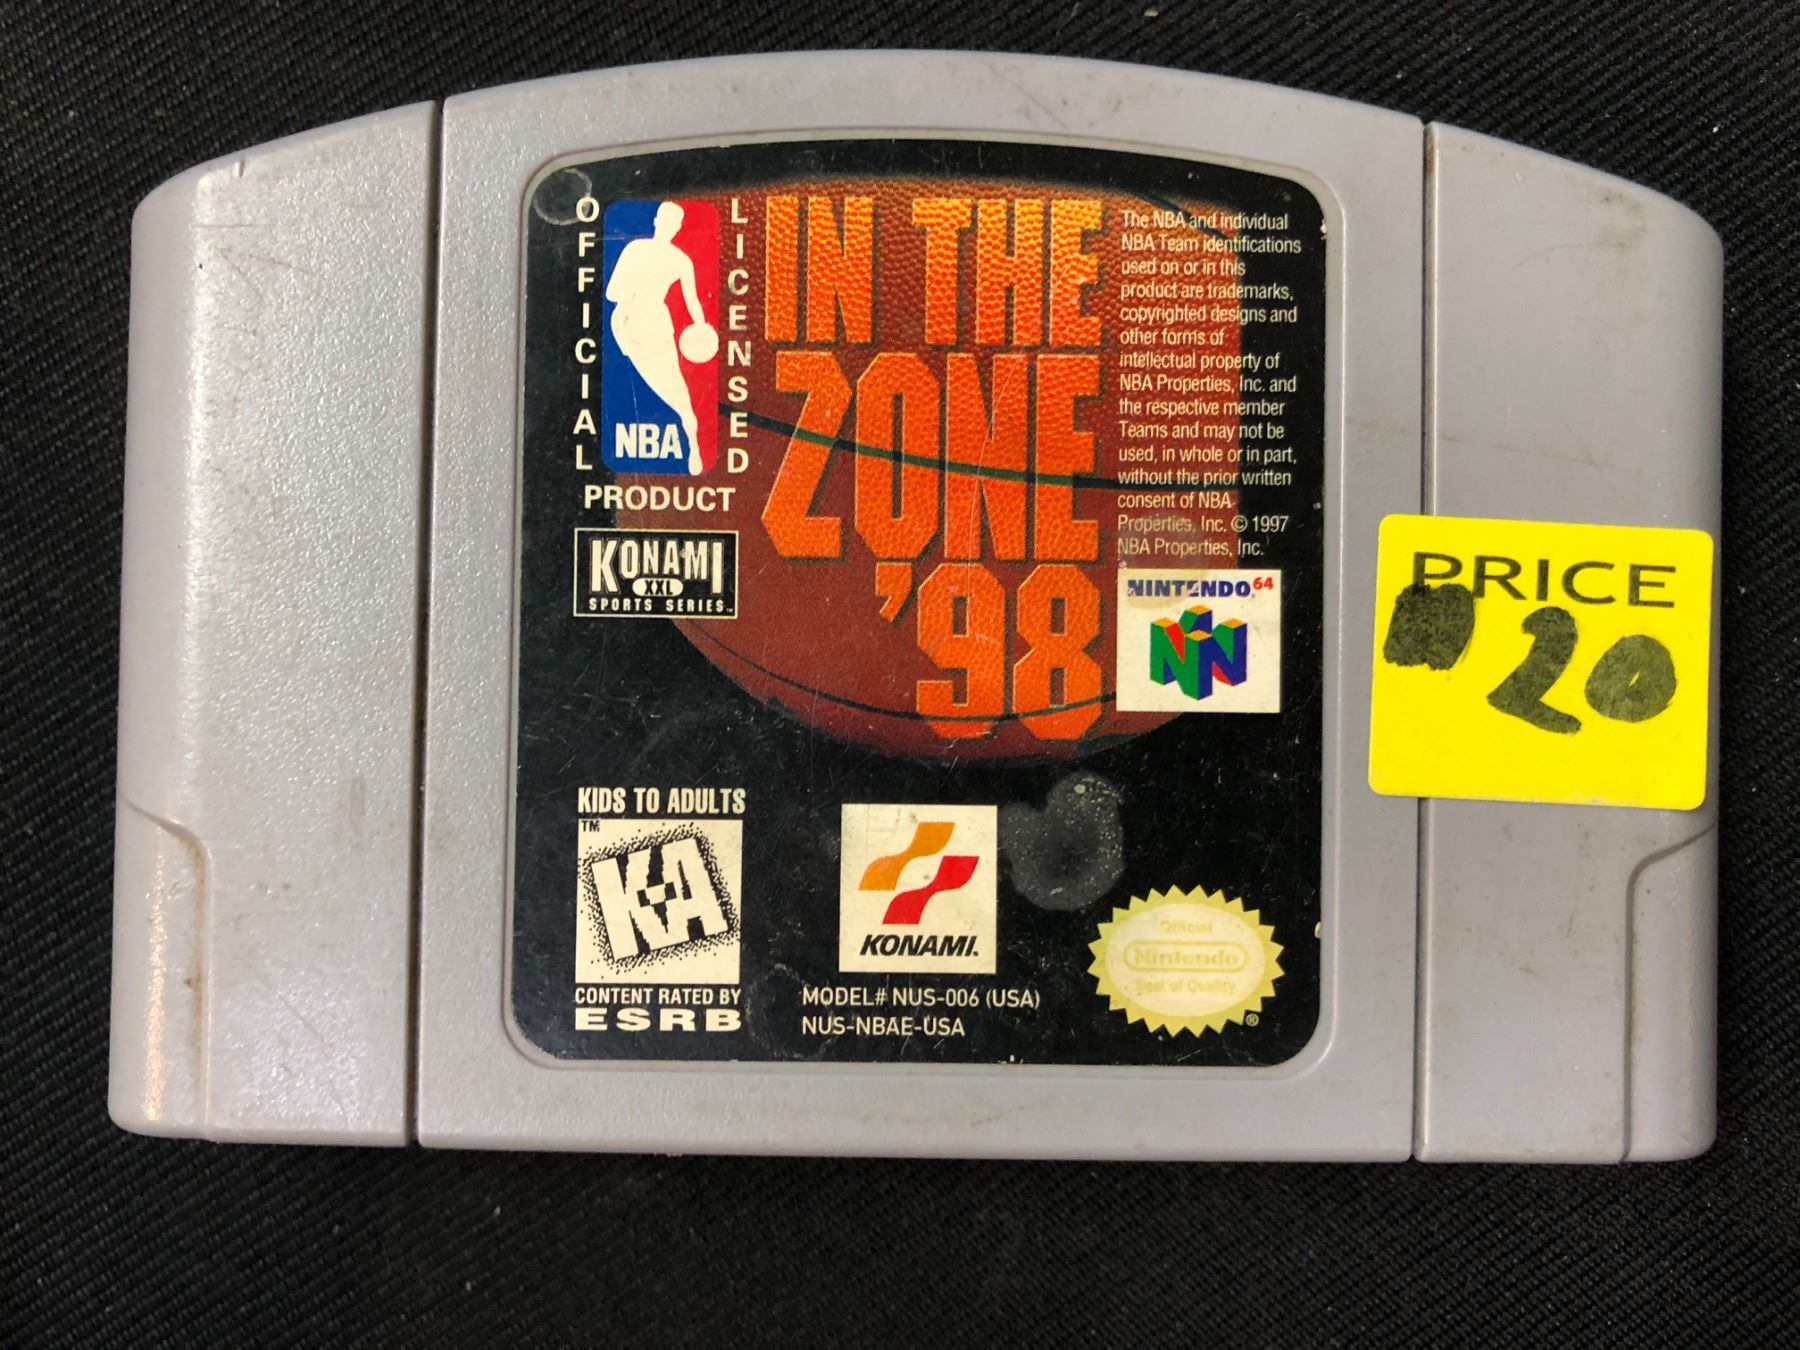 OFFICIAL
LICENSED
NBA
PRODUCT
KONAMI
XXL
SPORTS SERIES™
IN THE
ZONE
'98
The NBA and individual
NBA Team identifications
used on or in this
product are trademarks,
copyrighted designs and
other forms of
intellectual property of
NBA Properties, Inc. and
the respective member
Teams and may not be
used, in whole or in part,
without the prior written
consent of NBA
Properties, Inc. © 1997
NBA Properties, Inc.
NINTENDO64
PRICE
20
KIDS TO ADULTS
TM
K-A
CONTENT RATED BY
ESRB
KONAMI.
MODEL# NUS-006 (USA)
NUS-NBAE-USA
Official
Nintendo
Seal of Quality
®